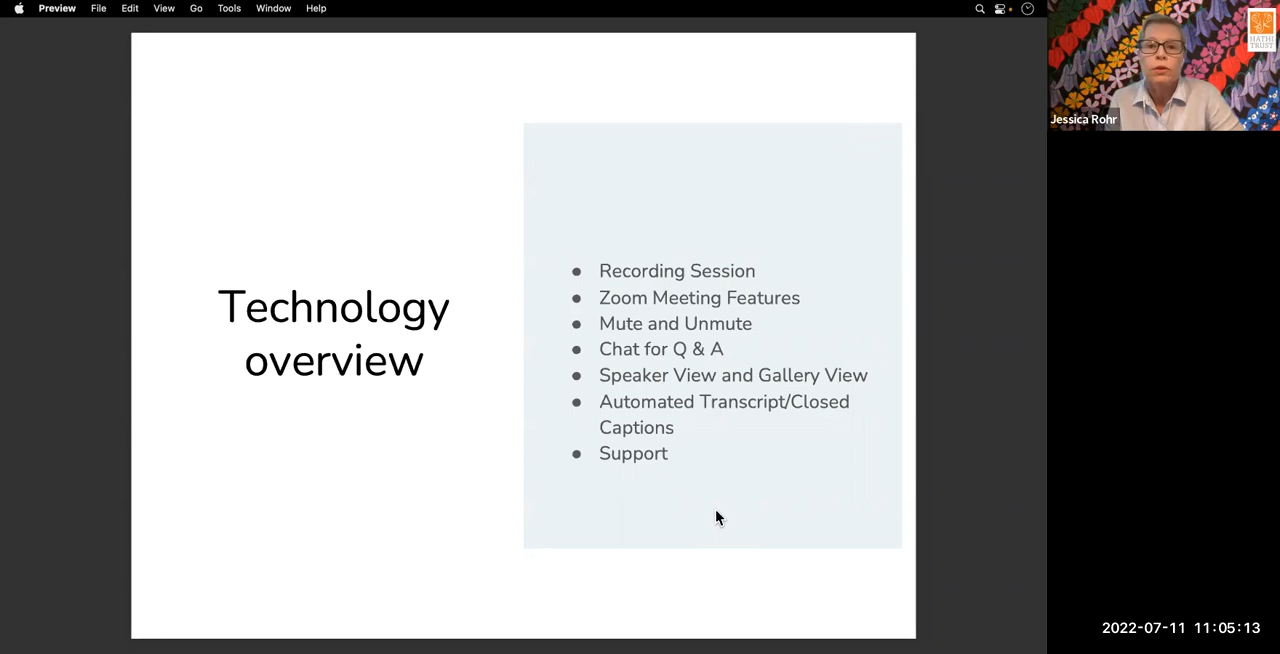 Preview File Edit View Go Tools Window Help
HATHI
TRUST
Jessica Rohr
Technology
overview
● Recording Session
● Zoom Meeting Features
● Mute and Unmute
● Chat for Q & A
● Speaker View and Gallery View
● Automated Transcript/Closed
Captions
● Support
2022-07-11 11:05:13